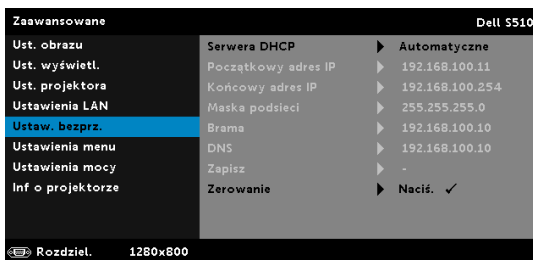 Zaawansowane Dell S510
Ust. obrazu
Ust. wyświetl.
Ust. projektora
Ustawienia LAN
Ustaw. bezprz.
Ustawienia menu
Ustawienia mocy
Inf o projektorze
Serwera DHCP Automatyczne
Początkowy adres IP 192.168.100.11
Końcowy adres IP 192.168.100.254
Maska podsieci 255.255.255.0
Brama 192.168.100.10
DNS 192.168.100.10
Zapisz -
Zerowanie Naciś. ✓
Rozdziel. 1280x800